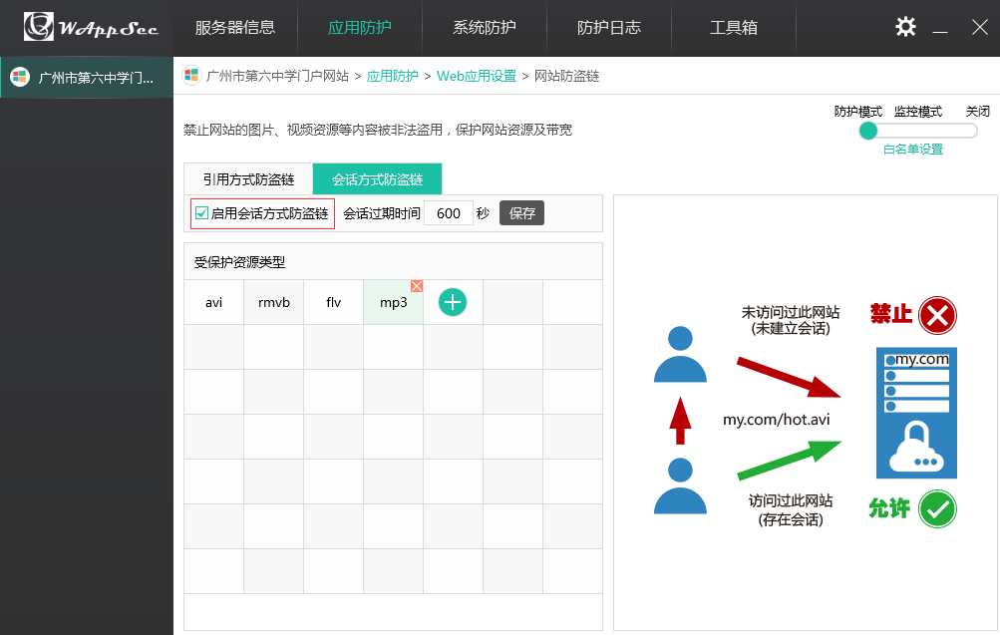 WAppSec
服务器信息
应用防护
系统防护
防护日志
工具箱
广州市第六中学门...
广州市第六中学门户网站 > 应用防护 > Web应用设置 > 网站防盗链
防护模式 监控模式 关闭
白名单设置
禁止网站的图片、视频资源等内容被非法盗用，保护网站资源及带宽
引用方式防盗链
会话方式防盗链
启用会话方式防盗链 会话过期时间 600 秒 保存
受保护资源类型
avi rmvb flv mp3
未访问过此网站
(未建立会话)
禁止
my.com
my.com/hot.avi
访问过此网站
(存在会话)
允许